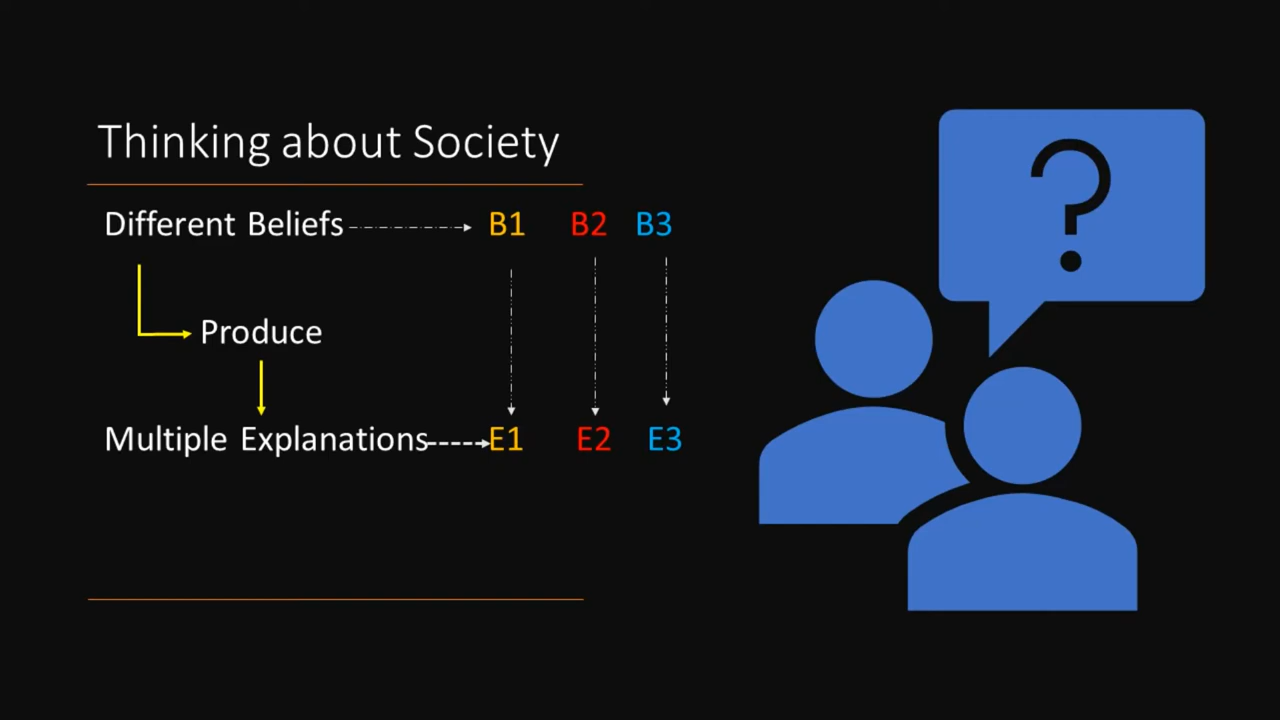 Thinking about Society
Different Beliefs B1 B2 B3
Produce
Multiple Explanations E1 E2 E3
?